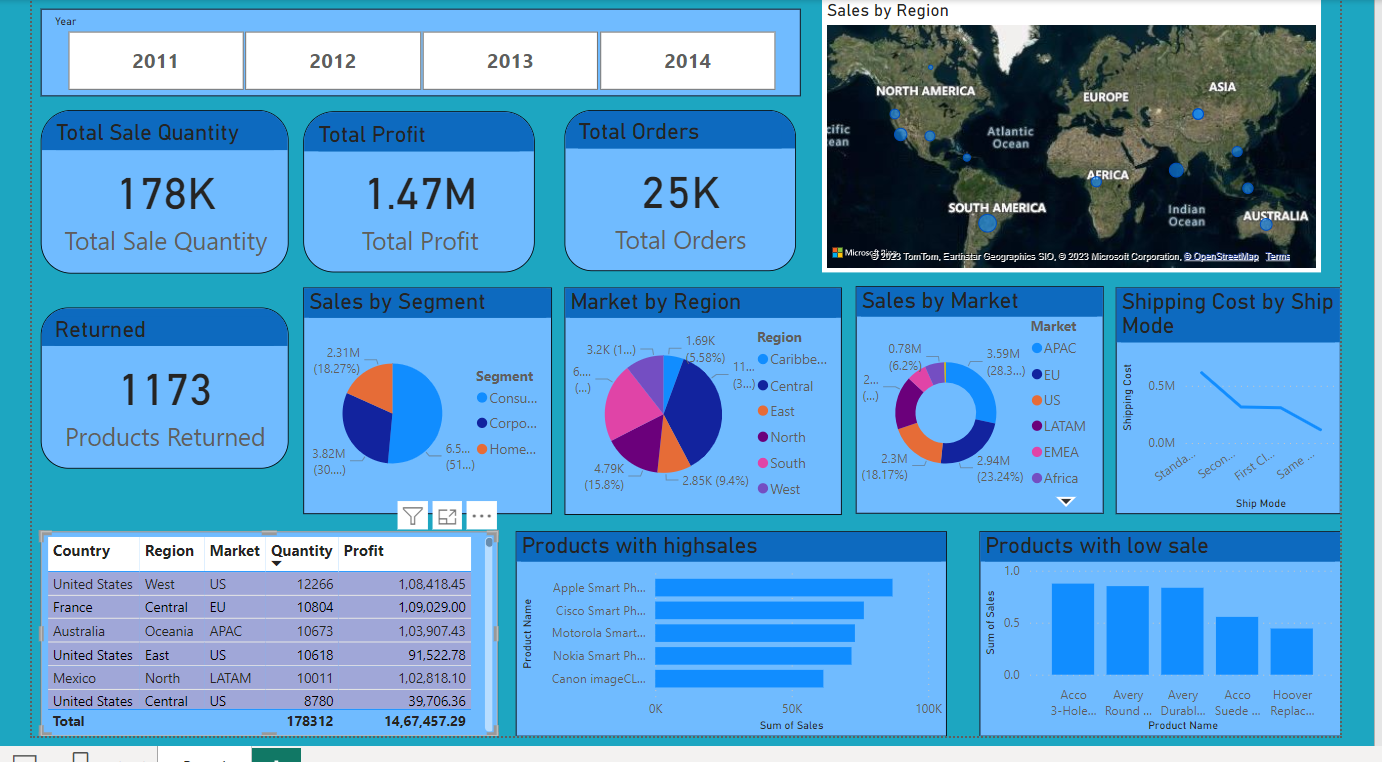 Year
2011 2012 2013 2014
Sales by Region
NORTH AMERICA
EUROPE
ASIA
cific
ean
Atlantic
Ocean
AFRICA
SOUTH AMERICA
Indian
Ocean
AUSTRALIA
Microsoft Bing
© 2023 TomTom, Earthstar Geographics SIO, © 2023 Microsoft Corporation, © OpenStreetMap Terms
Total Sale Quantity
178K
Total Sale Quantity
Total Profit
1.47M
Total Profit
Total Orders
25K
Total Orders
Returned
1173
Products Returned
Sales by Segment
2.31M
(18.27%)
3.82M
(30....)
6.5...
(51...)
Segment
Consu...
Corpo...
Home...
Market by Region
3.2K (1...)
1.69K
(5.58%)
11...
(3...)
6....
(...)
4.79K
(15.8%)
2.85K (9.4%)
Region
Caribbe...
Central
East
North
South
West
Sales by Market
0.78M
(6.2%)
3.59M
(28.3...)
2...
(...)
2.3M
(18.17%)
2.94M
(23.24%)
Market
APAC
EU
US
LATAM
EMEA
Africa
Shipping Cost by Ship
Mode
Shipping Cost
0.5M
0.0M
Standa...
Secon...
First Cl...
Same ...
Ship Mode
Country Region Market Quantity Profit
United States West US 12266 1,08,418.45
France Central EU 10804 1,09,029.00
Australia Oceania APAC 10673 1,03,907.43
United States East US 10618 91,522.78
Mexico North LATAM 10011 1,02,818.10
United States Central US 8780 39,706.36
Total 178312 14,67,457.29
Products with highsales
Product Name
Apple Smart Ph...
Cisco Smart Ph...
Motorola Smart...
Nokia Smart Ph...
Canon imageCL...
0K 50K 100K
Sum of Sales
Products with low sale
Sum of Sales
1.0
0.5
0.0
Acco
3-Hole...
Avery
Round ...
Avery
Durabl...
Acco
Suede ...
Hoover
Replac...
Product Name